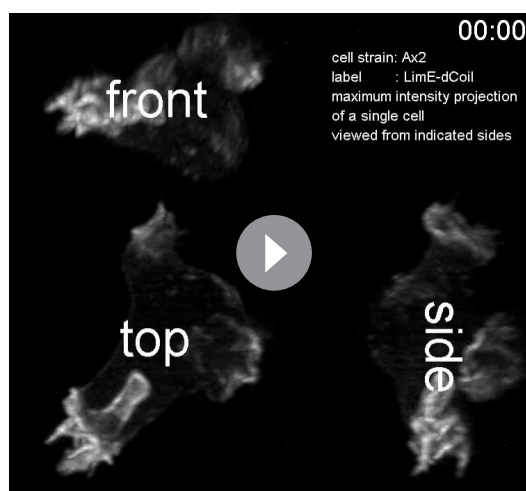 00:00
cell strain: Ax2
label : LimE-dCoil
maximum intensity projection
of a single cell
viewed from indicated sides
front
top
side